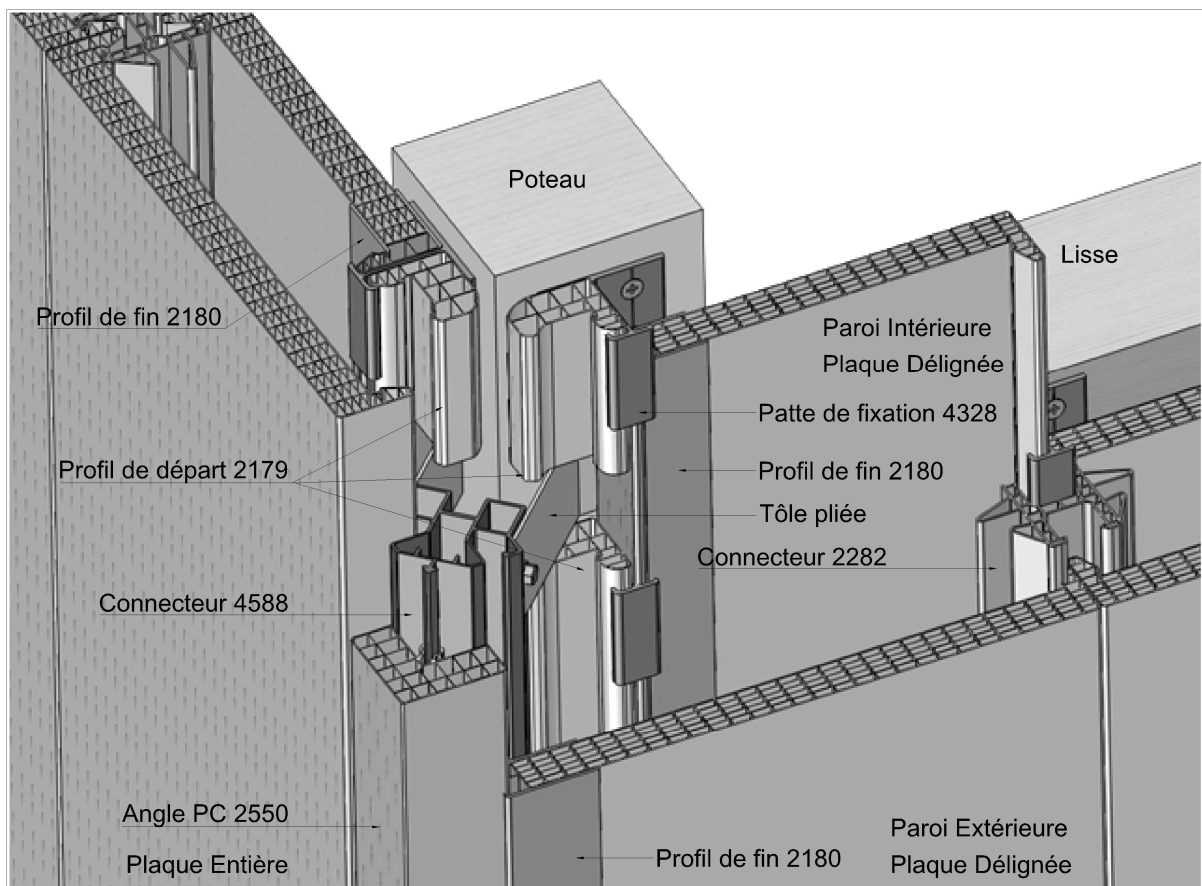 Poteau
Lisse
Profil de fin 2180
Paroi Intérieure
Plaque Délignée
Patte de fixation 4328
Profil de départ 2179
Profil de fin 2180
Tôle pliée
Connecteur 2282
Connecteur 4588
Angle PC 2550
Plaque Entière
Paroi Extérieure
Plaque Délignée
Profil de fin 2180